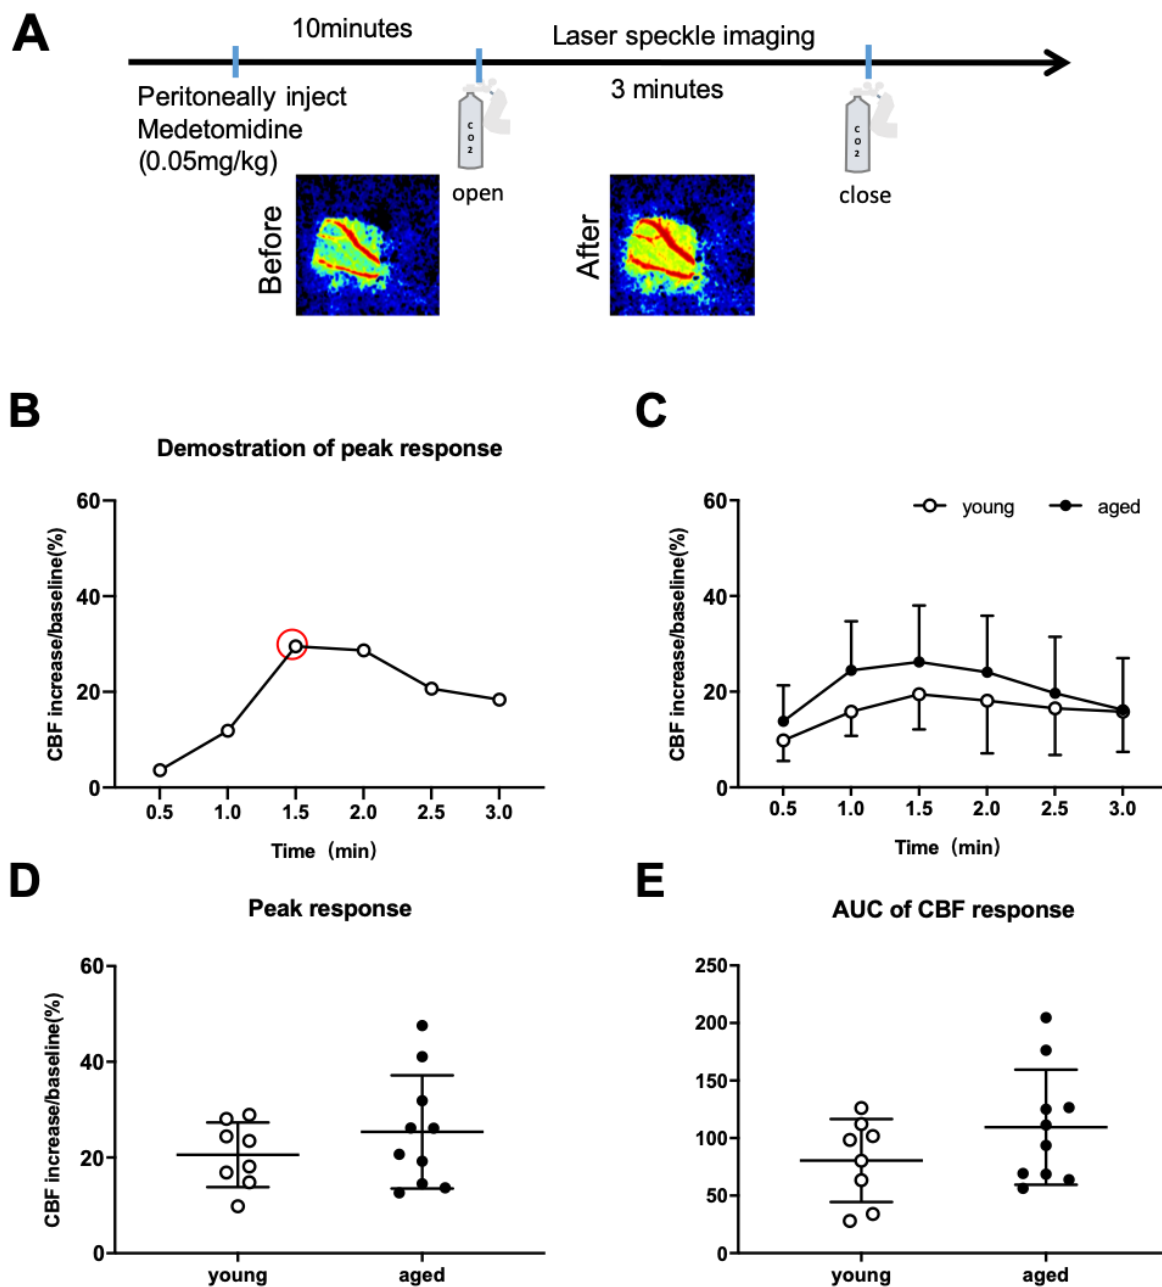 A
10minutes
Laser speckle imaging
3 minutes
Peritoneally inject
Medetomidine
(0.05mg/kg)
C
O
2
open
C
O
2
close
Before
After
B
Demostration of peak response
CBF increase/baseline(%)
60
40
20
0
0.5 1.0 1.5 2.0 2.5 3.0
Time (min)
C
young aged
CBF increase/baseline(%)
60
40
20
0
0.5 1.0 1.5 2.0 2.5 3.0
Time (min)
D
Peak response
CBF increase/baseline(%)
60
40
20
0
young aged
E
AUC of CBF response
250
200
150
100
50
0
young aged